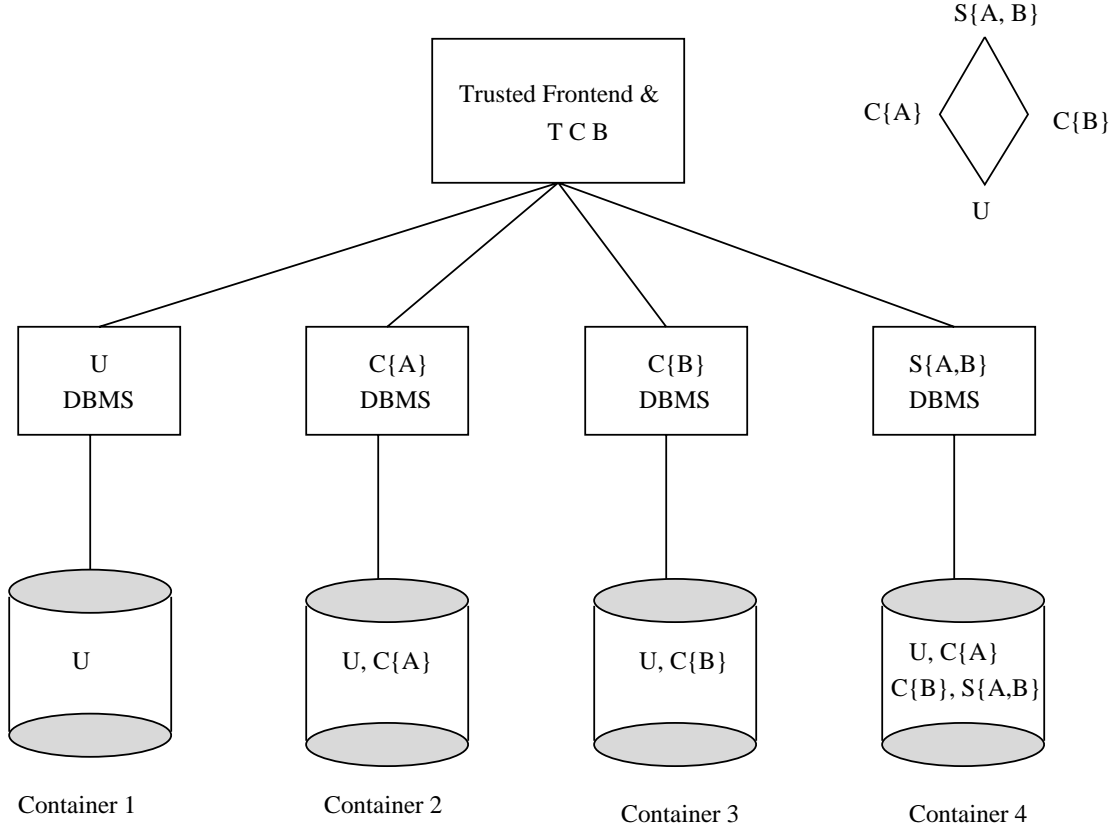 S{A, B}
Trusted Frontend &
T C B
C{A}
C{B}
U
U
DBMS
C{A}
DBMS
C{B}
DBMS
S{A,B}
DBMS
U
U, C{A}
U, C{B}
U, C{A}
C{B}, S{A,B}
Container 1
Container 2
Container 3
Container 4